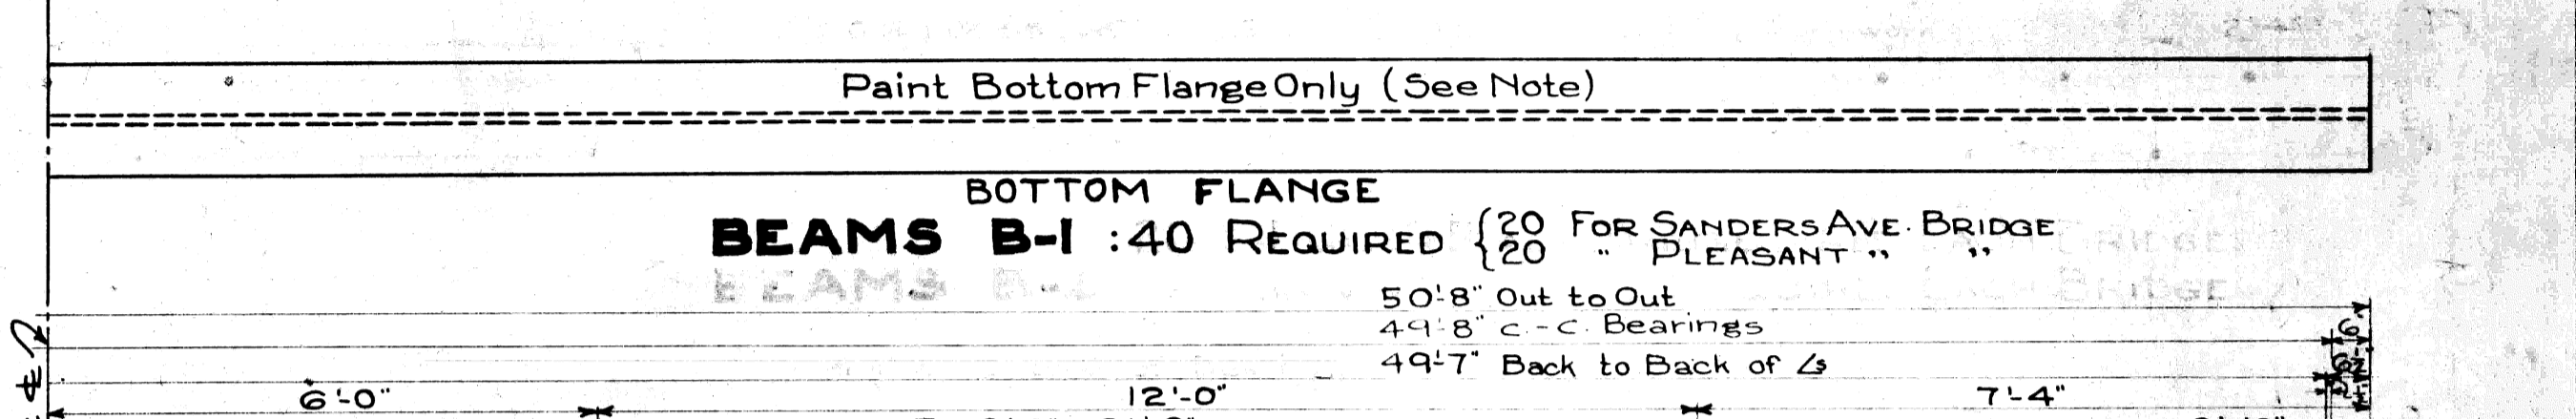 Paint Bottom Flange Only (See Note)
BOTTOM FLANGE
BEAMS B-1 : 40 REQUIRED { 20 FOR SANDERS AVE. BRIDGE
{ 20 " PLEASANT " "
50'-8" Out to Out
49'-8" c.-c. Bearings
49'-7" Back to Back of ∠s
6'-0" 12'-0" 7'-4"